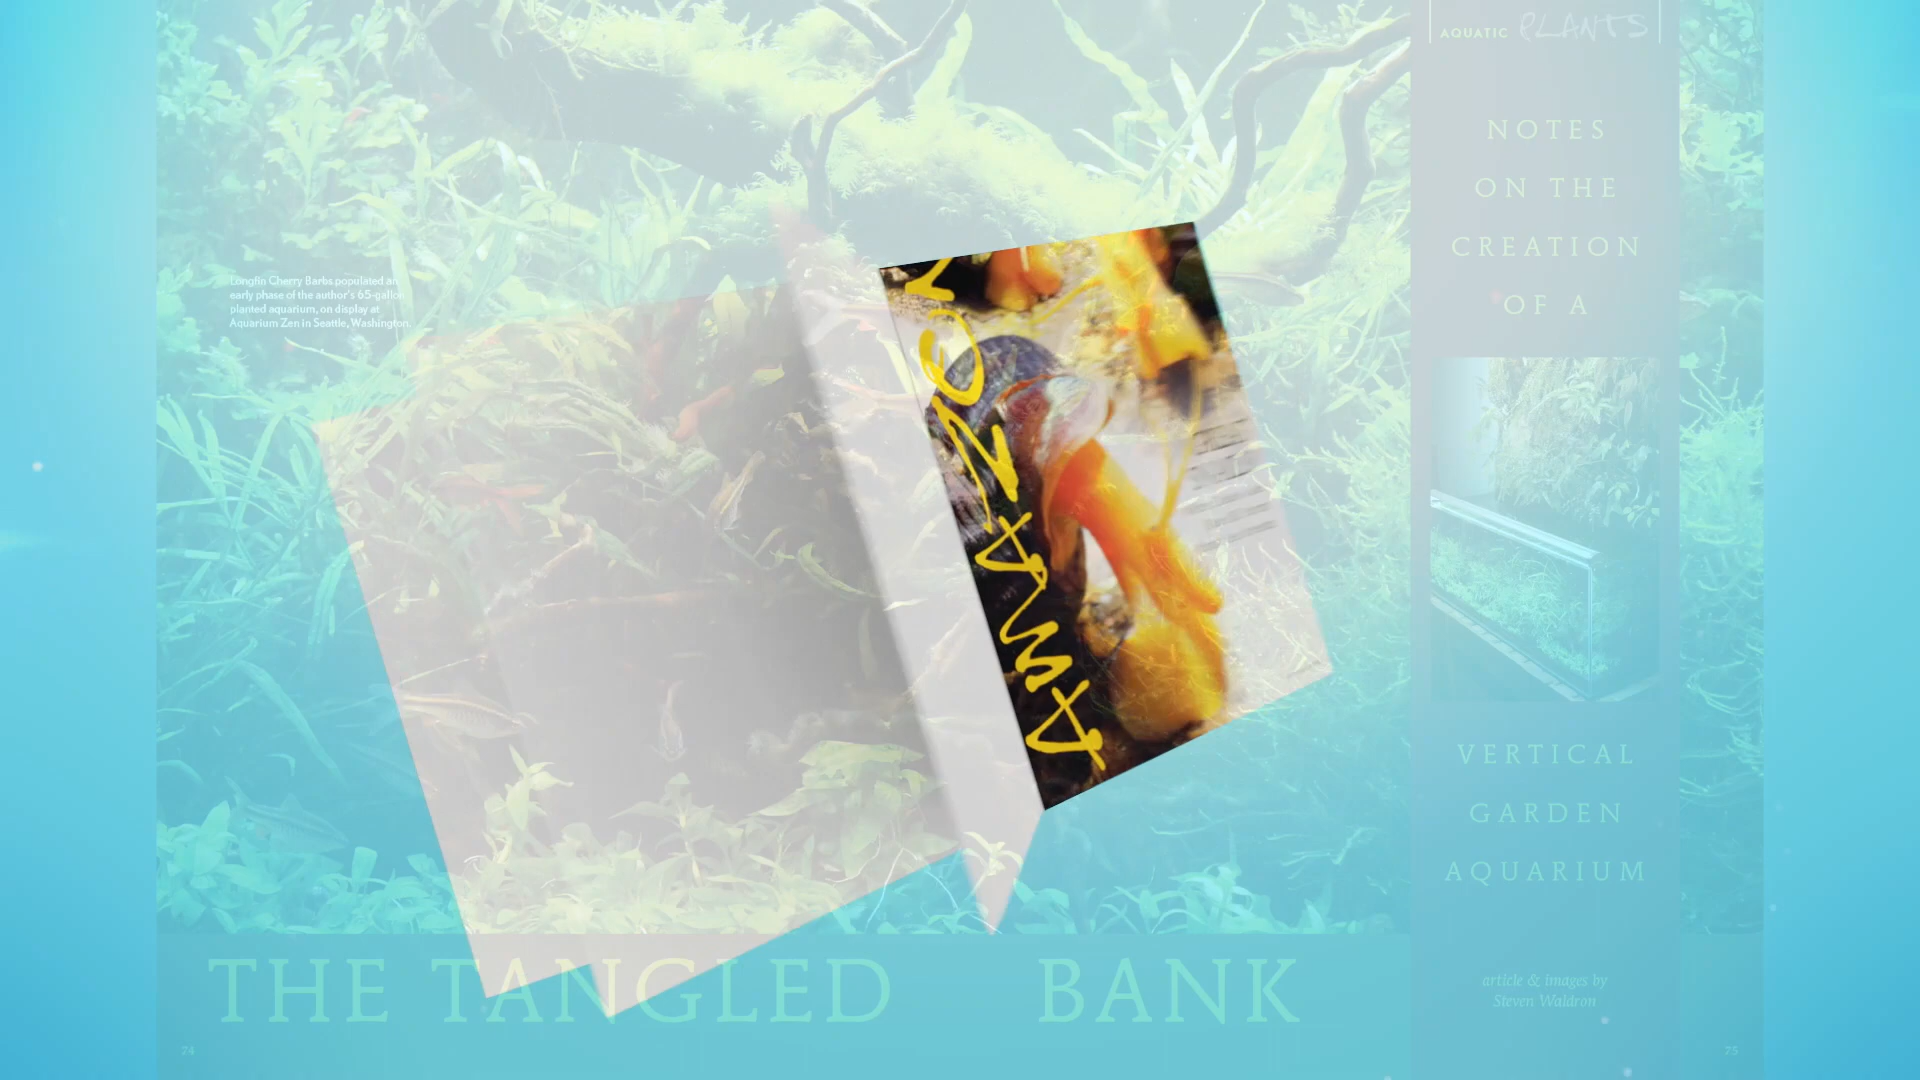 AQUATIC PLANTS
NOTES
ON THE
CREATION
OF A
VERTICAL
GARDEN
AQUARIUM
article & images by
Steven Waldron
Longfin Cherry Barbs populated an
early phase of the author's 65-gallon
planted aquarium, on display at
Aquarium Zen in Seattle, Washington.
THE TANGLED BANK
74
75